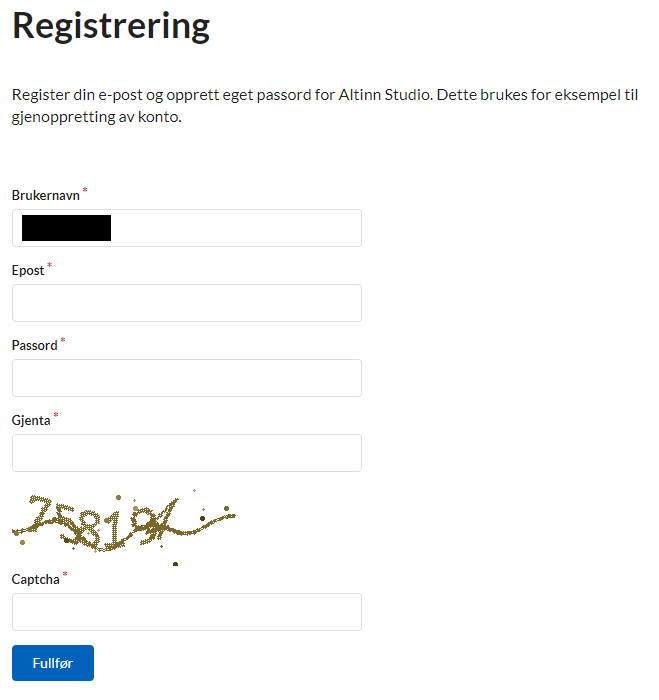 Registrering
Register din e-post og opprett eget passord for Altinn Studio. Dette brukes for eksempel til
gjenoppretting av konto.
Brukernavn *
Epost *
Passord *
Gjenta *
Captcha *
Fullfør